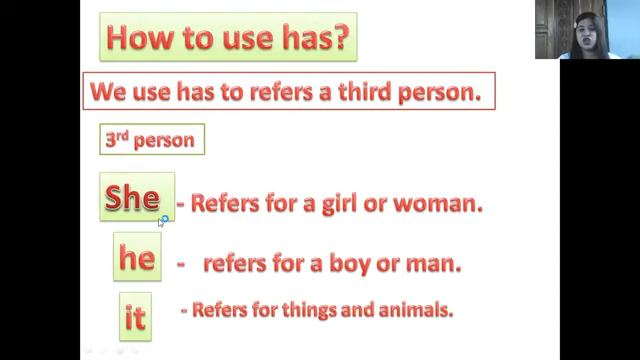 How to use has?
We use has to refers a third person.
3rd person
She - Refers for a girl or woman.
he - refers for a boy or man.
it - Refers for things and animals.